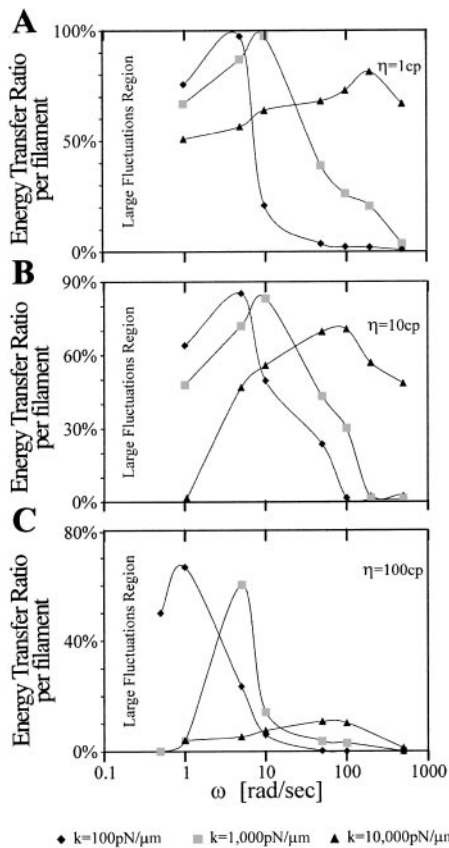 A
Energy Transfer Ratio
per filament
100%
50%
0%
Large Fluctuations Region
η=1cp
B
Energy Transfer Ratio
per filament
90%
60%
30%
0%
Large Fluctuations Region
η=10cp
C
Energy Transfer Ratio
per filament
80%
40%
0%
Large Fluctuations Region
η=100cp
0.1 1 10 100 1000
ω [rad/sec]
k=100pN/μm k=1,000pN/μm k=10,000pN/μm